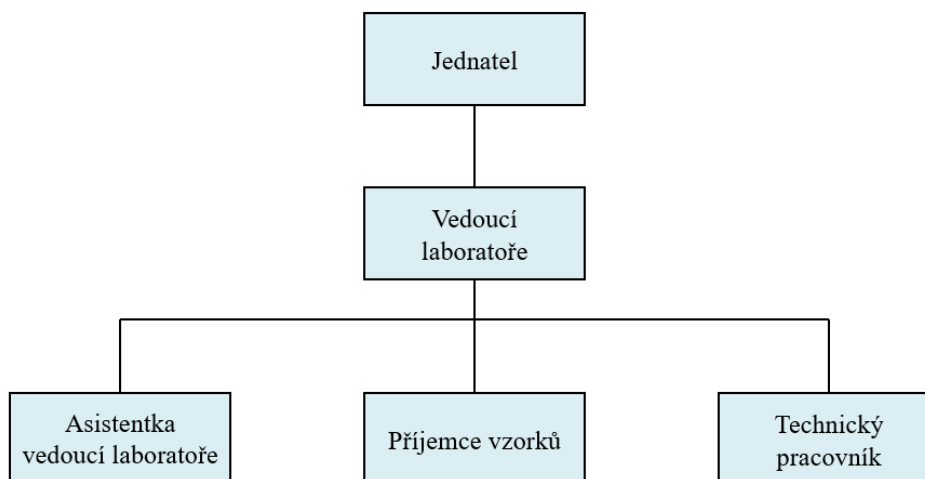 Jednatel
Vedoucí
laboratoře
Asistentka
vedoucí laboratoře
Příjemce vzorků
Technický
pracovník